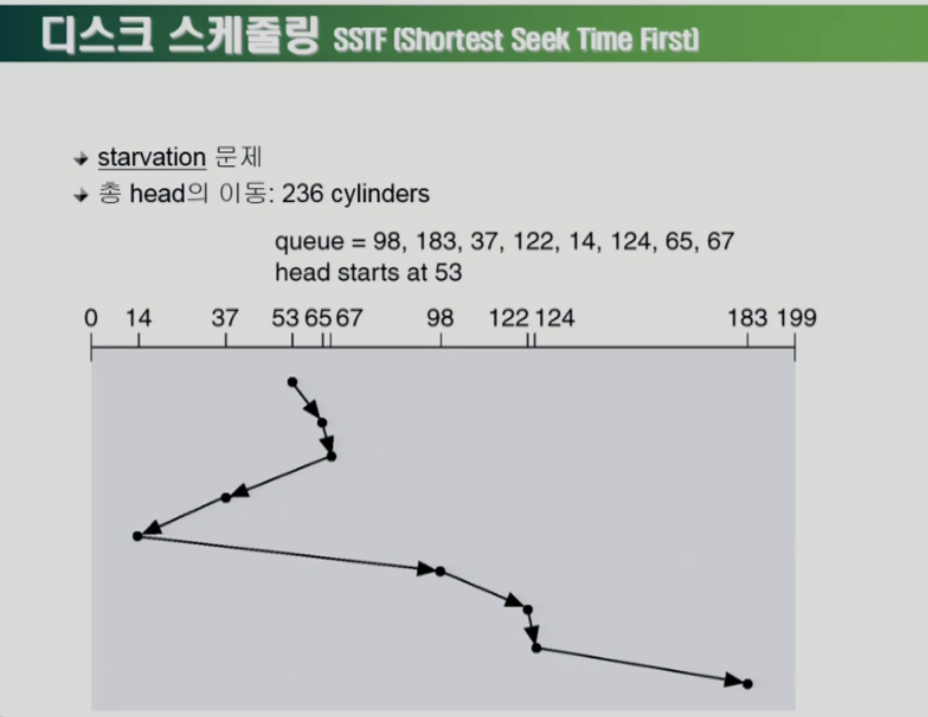 디스크 스케줄링 SSTF (Shortest Seek Time First)
starvation 문제
총 head의 이동: 236 cylinders
queue = 98, 183, 37, 122, 14, 124, 65, 67
head starts at 53
0 14 37 53 65 67 98 122 124 183 199